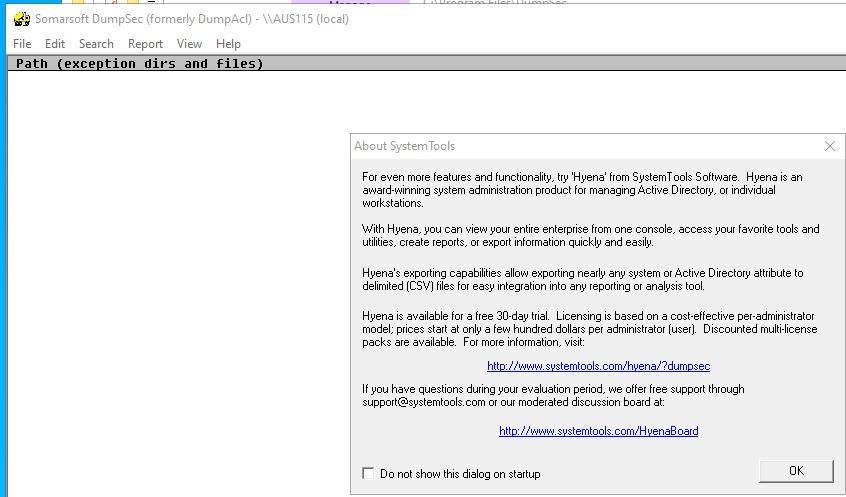 Manage
C:\Program Files\DumpSec
Somarsoft DumpSec (formerly DumpAcl) - \\AUS115 (local)
File Edit Search Report View Help
Path (exception dirs and files)
About SystemTools
For even more features and functionality, try 'Hyena' from SystemTools Software. Hyena is an
award-winning system administration product for managing Active Directory, or individual
workstations.
With Hyena, you can view your entire enterprise from one console, access your favorite tools and
utilities, create reports, or export information quickly and easily.
Hyena's exporting capabilities allow exporting nearly any system or Active Directory attribute to
delimited (CSV) files for easy integration into any reporting or analysis tool.
Hyena is available for a free 30-day trial. Licensing is based on a cost-effective per-administrator
model; prices start at only a few hundred dollars per administrator (user). Discounted multi-license
packs are available. For more information, visit:
http://www.systemtools.com/hyena/?dumpsec
If you have questions during your evaluation period, we offer free support through
support@systemtools.com or our moderated discussion board at:
http://www.systemtools.com/HyenaBoard
Do not show this dialog on startup
OK